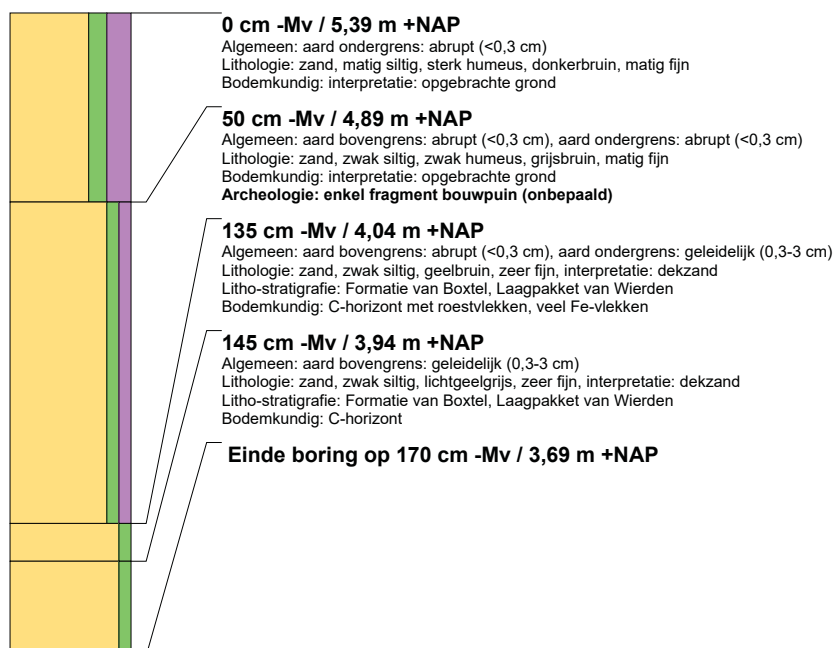 0 cm -Mv / 5,39 m +NAP
Algemeen: aard ondergrens: abrupt (<0,3 cm)
Lithologie: zand, matig siltig, sterk humeus, donkerbruin, matig fijn
Bodemkundig: interpretatie: opgebrachte grond
50 cm -Mv / 4,89 m +NAP
Algemeen: aard bovengrens: abrupt (<0,3 cm), aard ondergrens: abrupt (<0,3 cm)
Lithologie: zand, zwak siltig, zwak humeus, grijsbruin, matig fijn
Bodemkundig: interpretatie: opgebrachte grond
Archeologie: enkel fragment bouwpuin (onbepaald)
135 cm -Mv / 4,04 m +NAP
Algemeen: aard bovengrens: abrupt (<0,3 cm), aard ondergrens: geleidelijk (0,3-3 cm)
Lithologie: zand, zwak siltig, geelbruin, zeer fijn, interpretatie: dekzand
Litho-stratigrafie: Formatie van Boxtel, Laagpakket van Wierden
Bodemkundig: C-horizont met roestvlekken, veel Fe-vlekken
145 cm -Mv / 3,94 m +NAP
Algemeen: aard bovengrens: geleidelijk (0,3-3 cm)
Lithologie: zand, zwak siltig, lichtgeelgrijs, zeer fijn, interpretatie: dekzand
Litho-stratigrafie: Formatie van Boxtel, Laagpakket van Wierden
Bodemkundig: C-horizont
Einde boring op 170 cm -Mv / 3,69 m +NAP